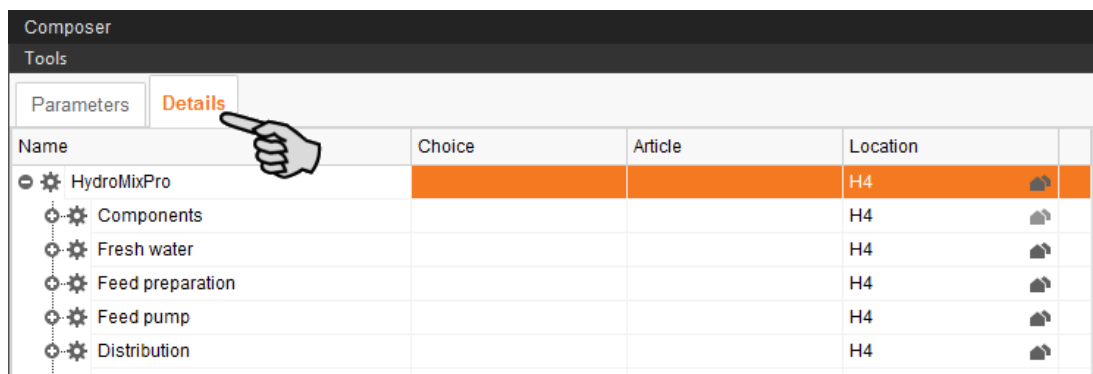 Composer
Tools
Parameters Details
Name Choice Article Location
HydroMixPro H4
Components H4
Fresh water H4
Feed preparation H4
Feed pump H4
Distribution H4